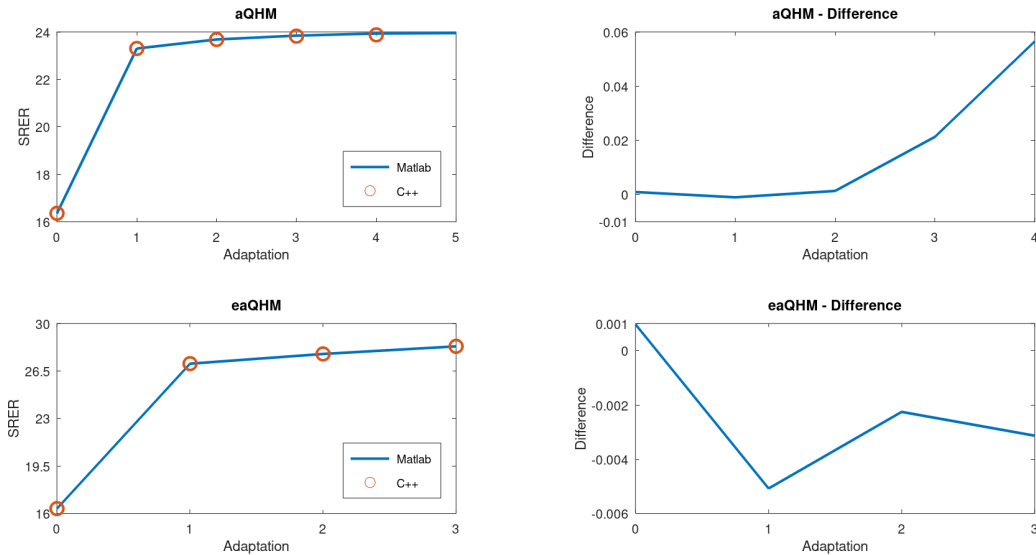 aQHM
SRER
24
22
20
18
16
0 1 2 3 4 5
Adaptation
Matlab
C++
aQHM - Difference
Difference
0.06
0.04
0.02
0
-0.01
0 1 2 3 4
Adaptation
eaQHM
SRER
30
26.5
23
19.5
16
0 1 2 3
Adaptation
Matlab
C++
eaQHM - Difference
Difference
0.001
0
-0.002
-0.004
-0.006
0 1 2 3
Adaptation